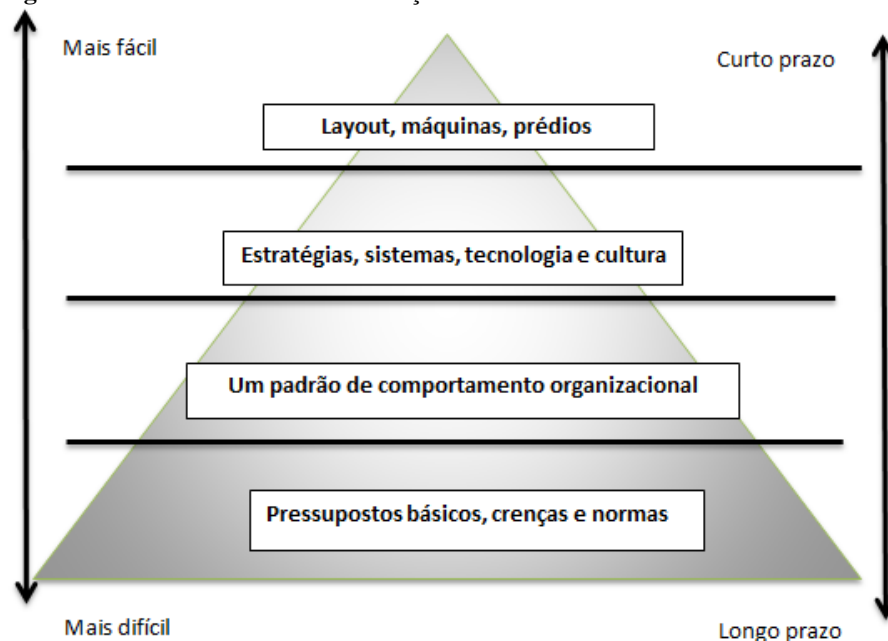 Mais fácil
Curto prazo
Layout, máquinas, prédios
Estratégias, sistemas, tecnologia e cultura
Um padrão de comportamento organizacional
Pressupostos básicos, crenças e normas
Mais difícil
Longo prazo